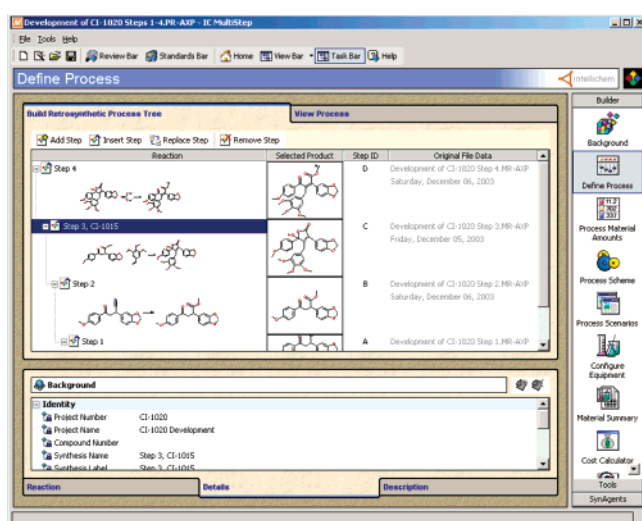 Development of CI-1020 Steps 1-4.PR-AXP - IC MultiStep
File Tools Help
Review Bar Standards Bar Home View Bar Task Bar Help
Define Process
intellichem
Build Retrosynthetic Process Tree View Process
Add Step Insert Step Replace Step Remove Step
Reaction Selected Product Step ID Original File Data
Step 4 D Development of CI-1020 Step 4.MR-AXP
Saturday, December 06, 2003
Step 3, CI-1015 C Development of CI-1020 Step 3.MR-AXP
Friday, December 05, 2003
Step 2 B Development of CI-1020 Step 2.MR-AXP
Saturday, December 06, 2003
Step 1 A Development of CI-1020 Step 1.MR-AXP
Background
Identity
Project Number CI-1020
Project Name CI-1020 Development
Compound Number
Synthesis Name Step 3, CI-1015
Synthesis Label Step 3, CI-1015
Reaction Details Description
Builder
Background
Define Process
Process Material
Amounts
Process Scheme
Process Scenarios
Configure
Equipment
Material Summary
Cost Calculator
Tools
SynAgents